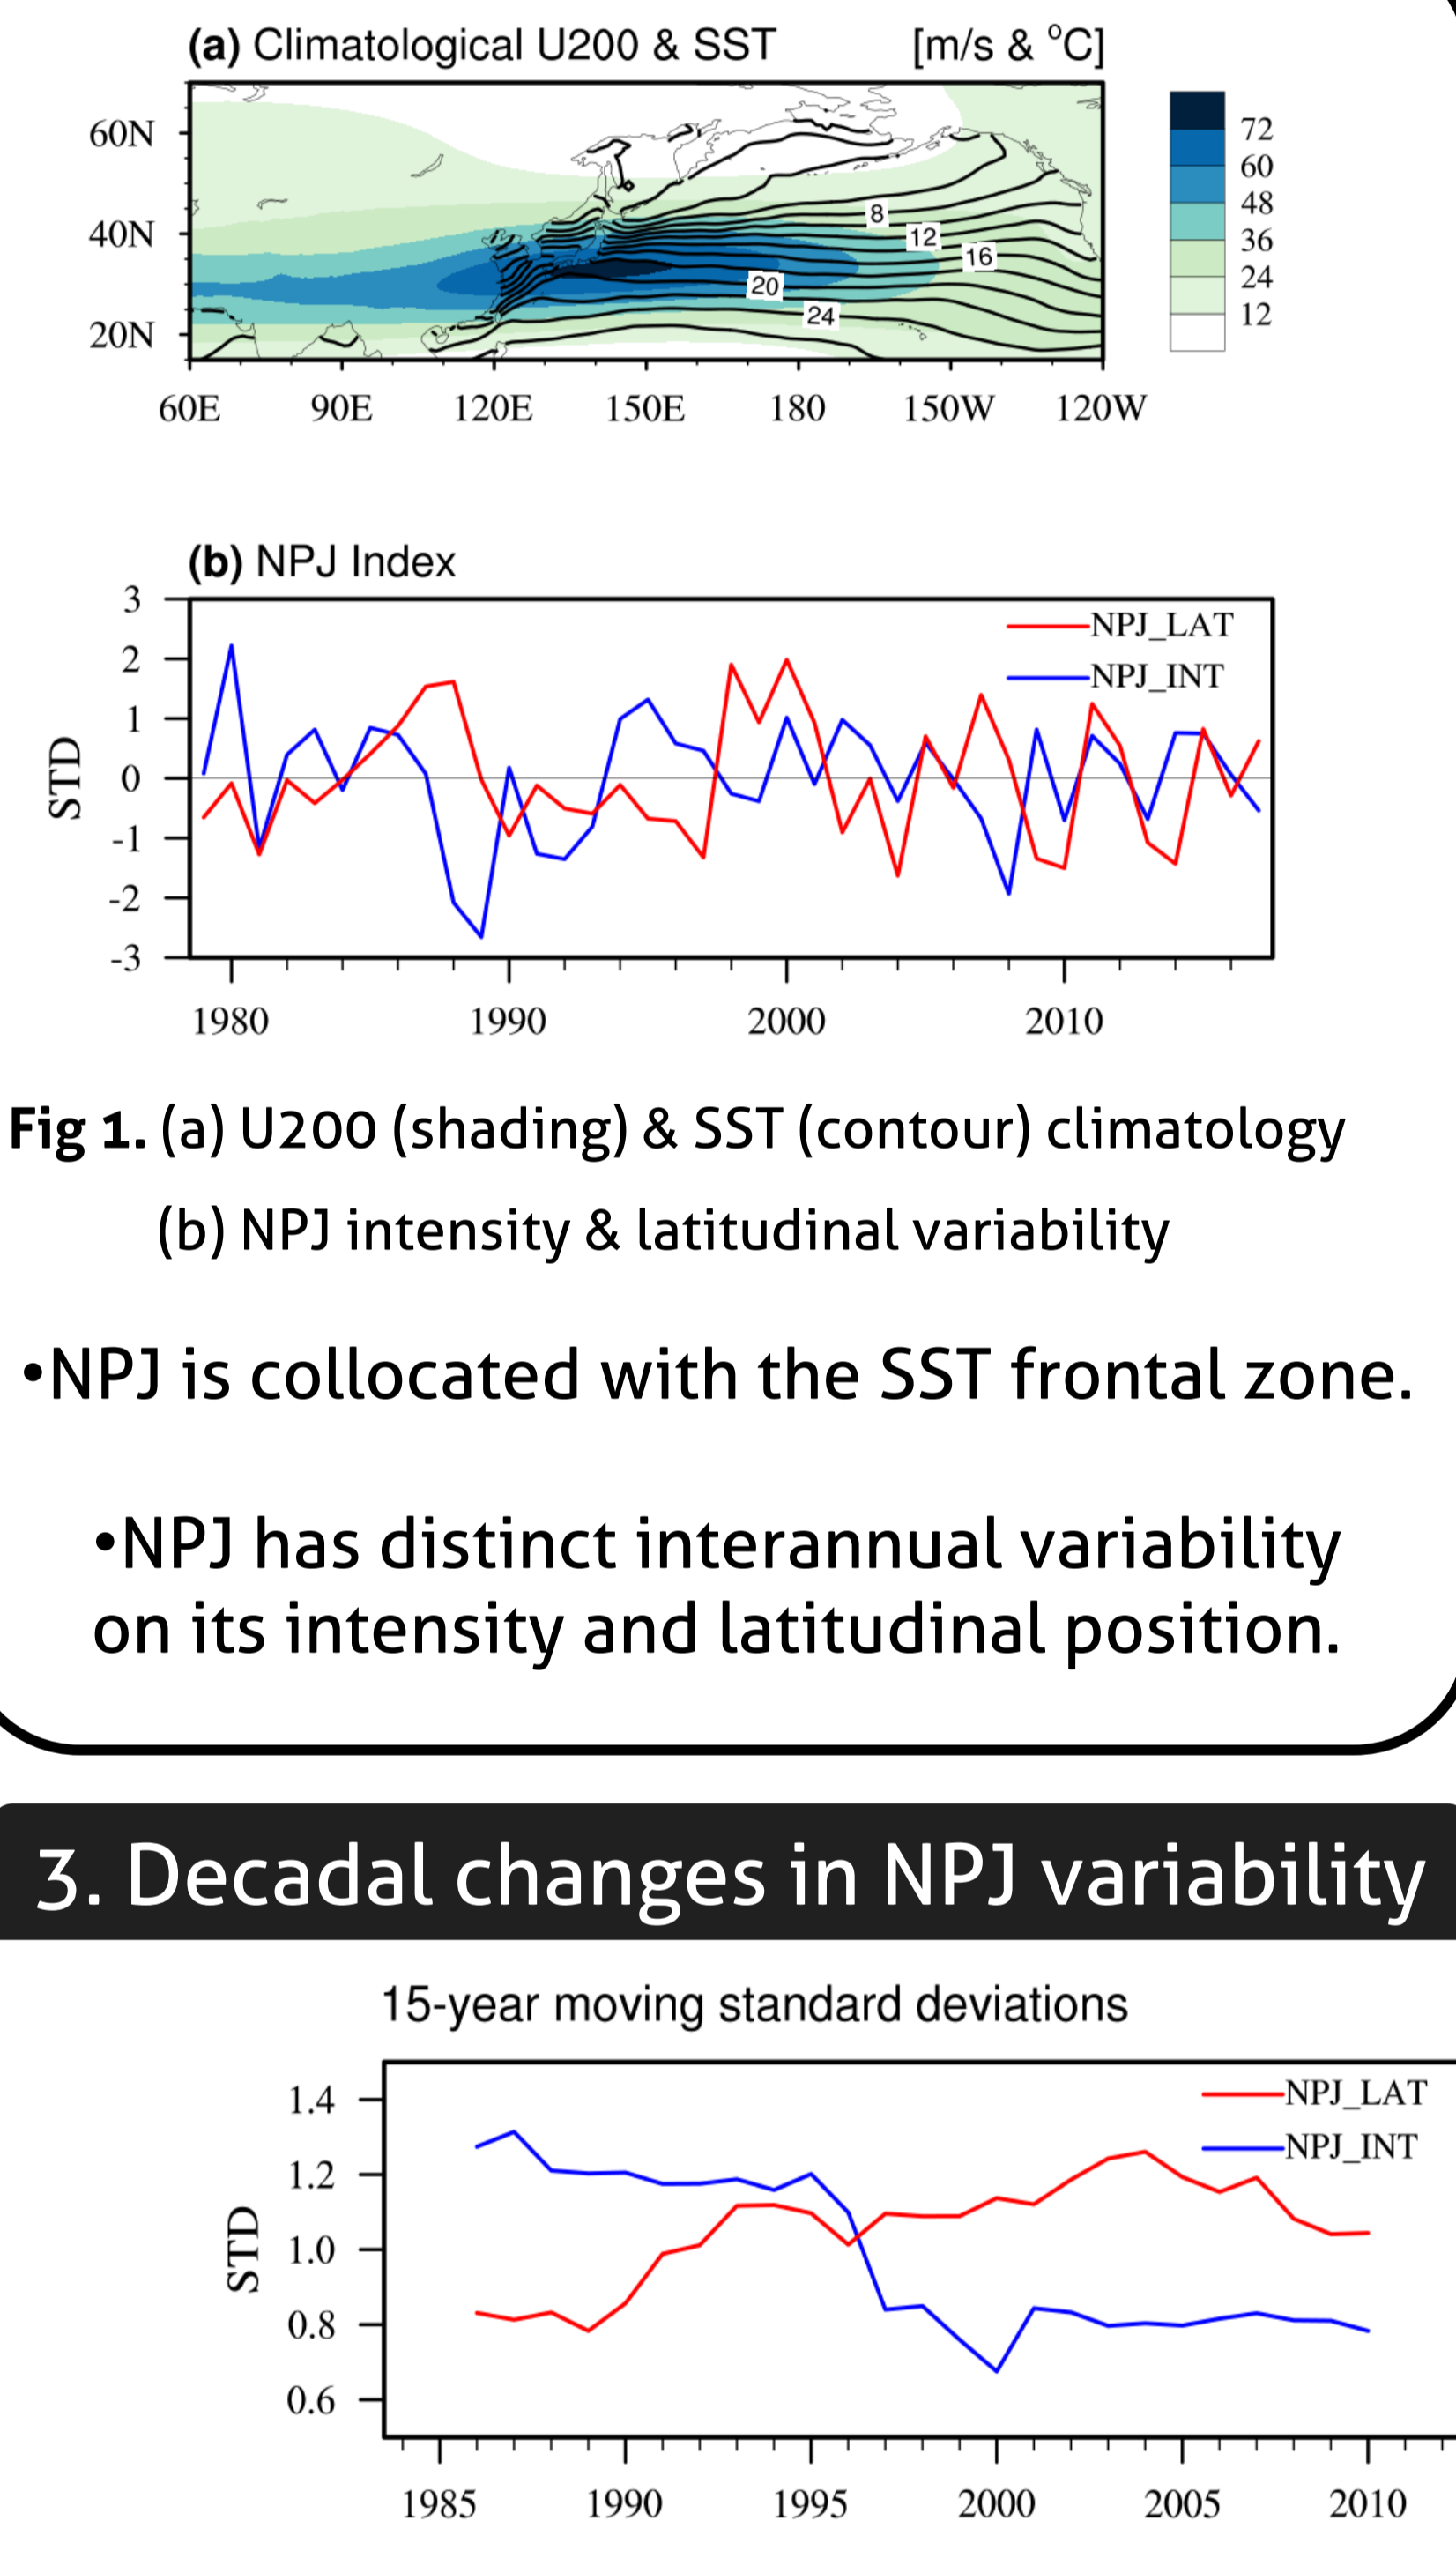 (a) Climatological U200 & SST [m/s & °C]
60N
40N
20N
8
12
16
20
24
72
60
48
36
24
12
60E 90E 120E 150E 180 150W 120W
(b) NPJ Index
NPJ_LAT
NPJ_INT
STD
3
2
1
0
-1
-2
-3
1980 1990 2000 2010
Fig 1. (a) U200 (shading) & SST (contour) climatology
(b) NPJ intensity & latitudinal variability
•NPJ is collocated with the SST frontal zone.
•NPJ has distinct interannual variability
on its intensity and latitudinal position.
3. Decadal changes in NPJ variability
15-year moving standard deviations
NPJ_LAT
NPJ_INT
STD
1.4
1.2
1.0
0.8
0.6
1985 1990 1995 2000 2005 2010